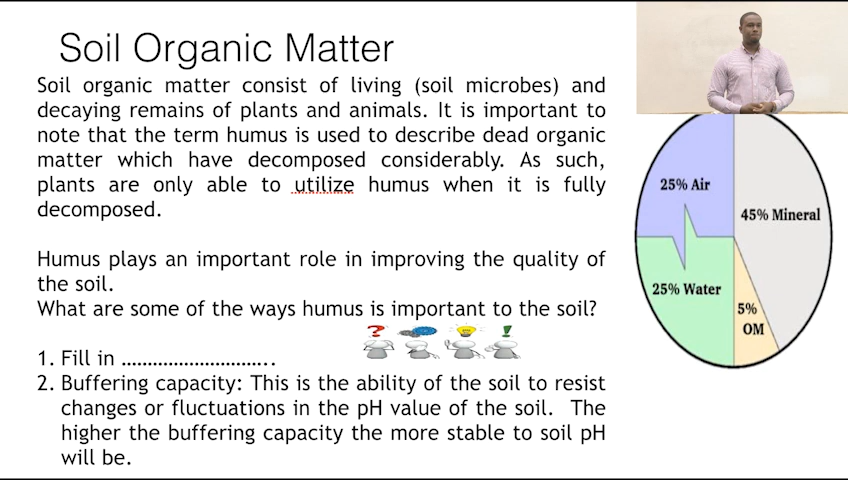 Soil Organic Matter
Soil organic matter consist of living (soil microbes) and
decaying remains of plants and animals. It is important to
note that the term humus is used to describe dead organic
matter which have decomposed considerably. As such,
plants are only able to utilize humus when it is fully
decomposed.
Humus plays an important role in improving the quality of
the soil.
What are some of the ways humus is important to the soil?
1. Fill in ..............................
2. Buffering capacity: This is the ability of the soil to resist
changes or fluctuations in the pH value of the soil. The
higher the buffering capacity the more stable to soil pH
will be.
25% Air
45% Mineral
25% Water
5%
OM